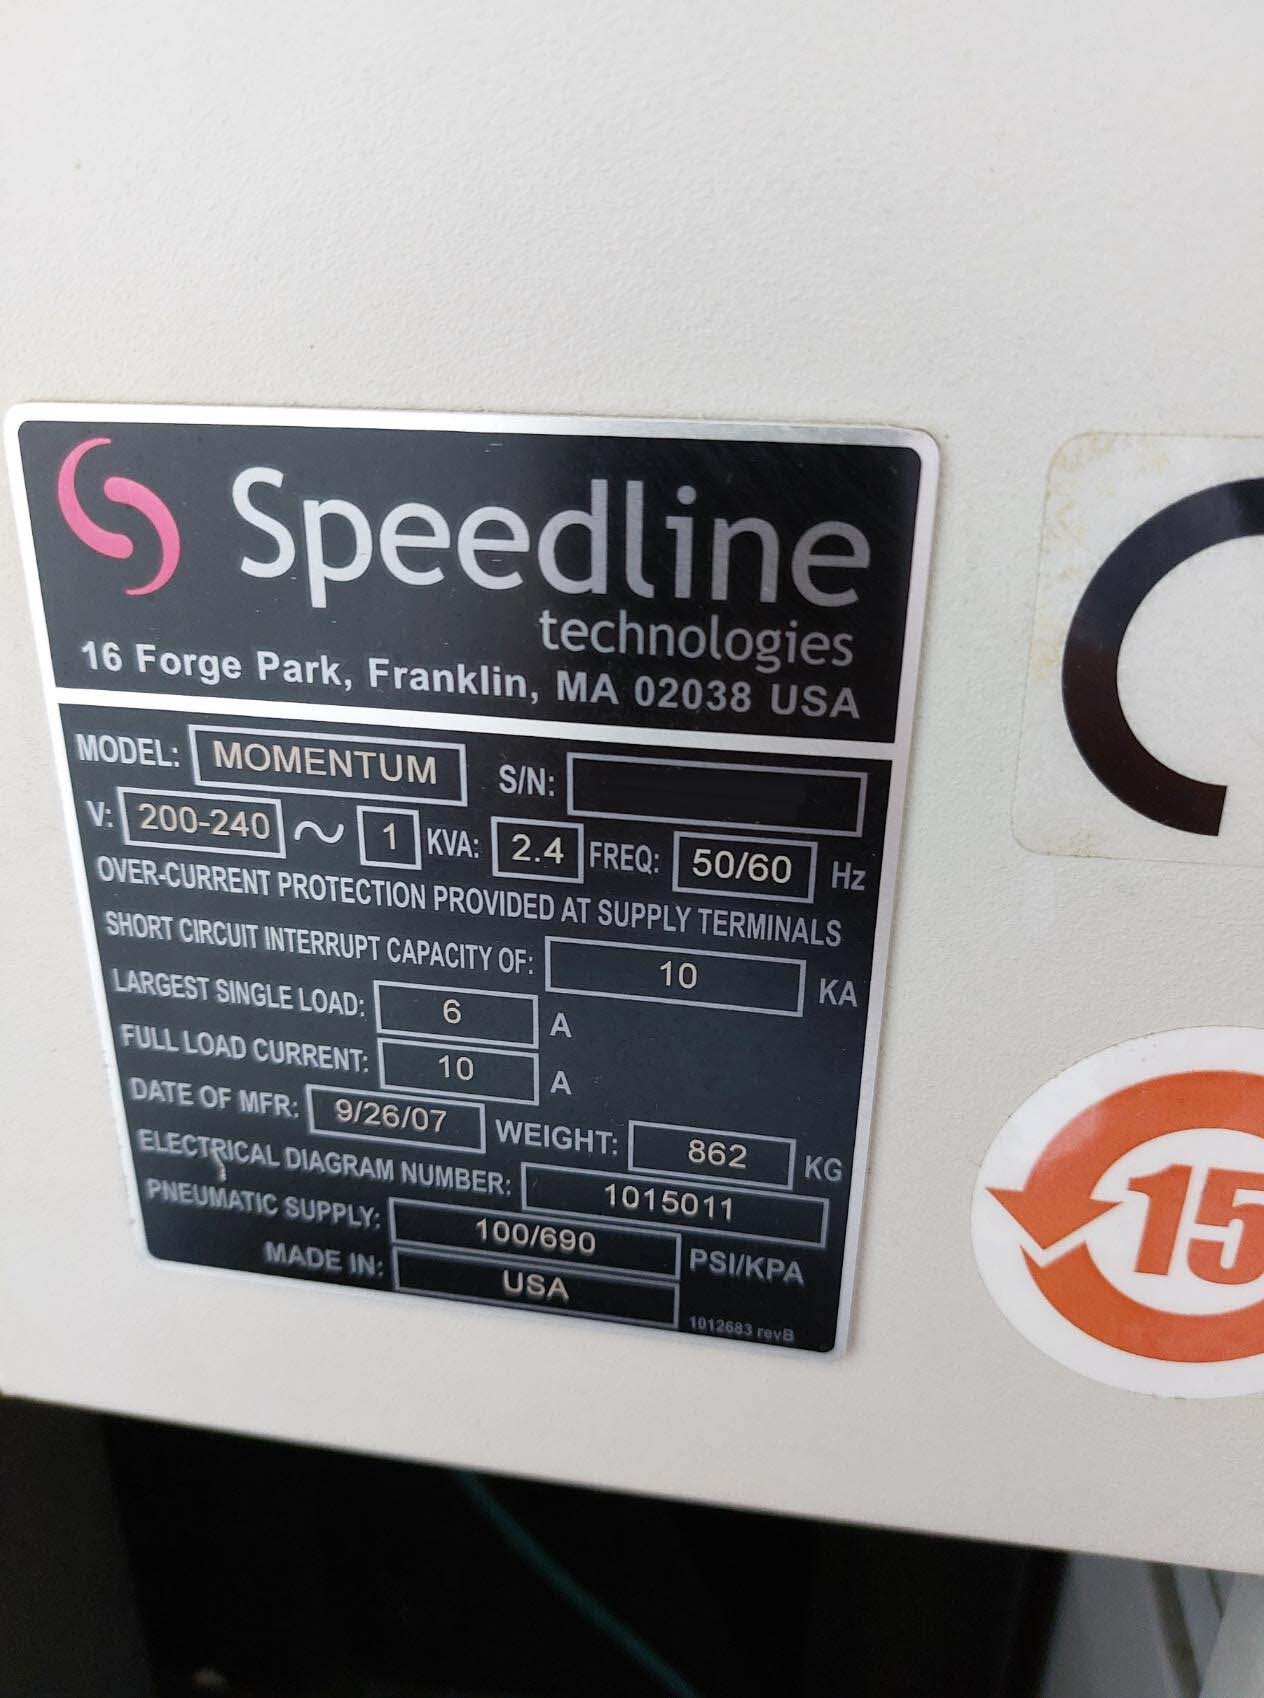 Speedline
technologies
16 Forge Park, Franklin, MA 02038 USA
MODEL: MOMENTUM S/N:
V: 200-240 ~ 1 KVA: 2.4 FREQ: 50/60 Hz
OVER-CURRENT PROTECTION PROVIDED AT SUPPLY TERMINALS
SHORT CIRCUIT INTERRUPT CAPACITY OF: 10 KA
LARGEST SINGLE LOAD: 6 A
FULL LOAD CURRENT: 10 A
DATE OF MFR: 9/26/07 WEIGHT: 862 KG
ELECTRICAL DIAGRAM NUMBER: 1015011
PNEUMATIC SUPPLY: 100/690 PSI/KPA
MADE IN: USA
1012683 revB
15